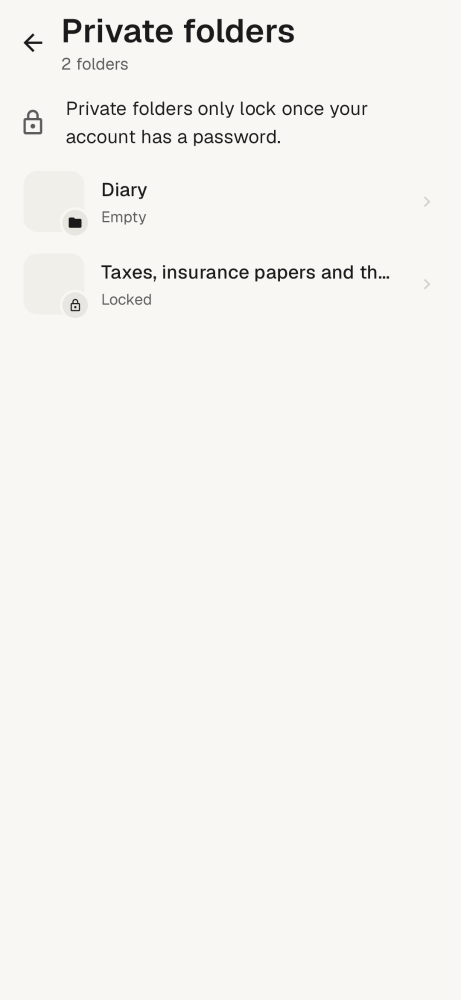 Private folders
2 folders
Private folders only lock once your
account has a password.
Diary
Empty
Taxes, insurance papers and th...
Locked